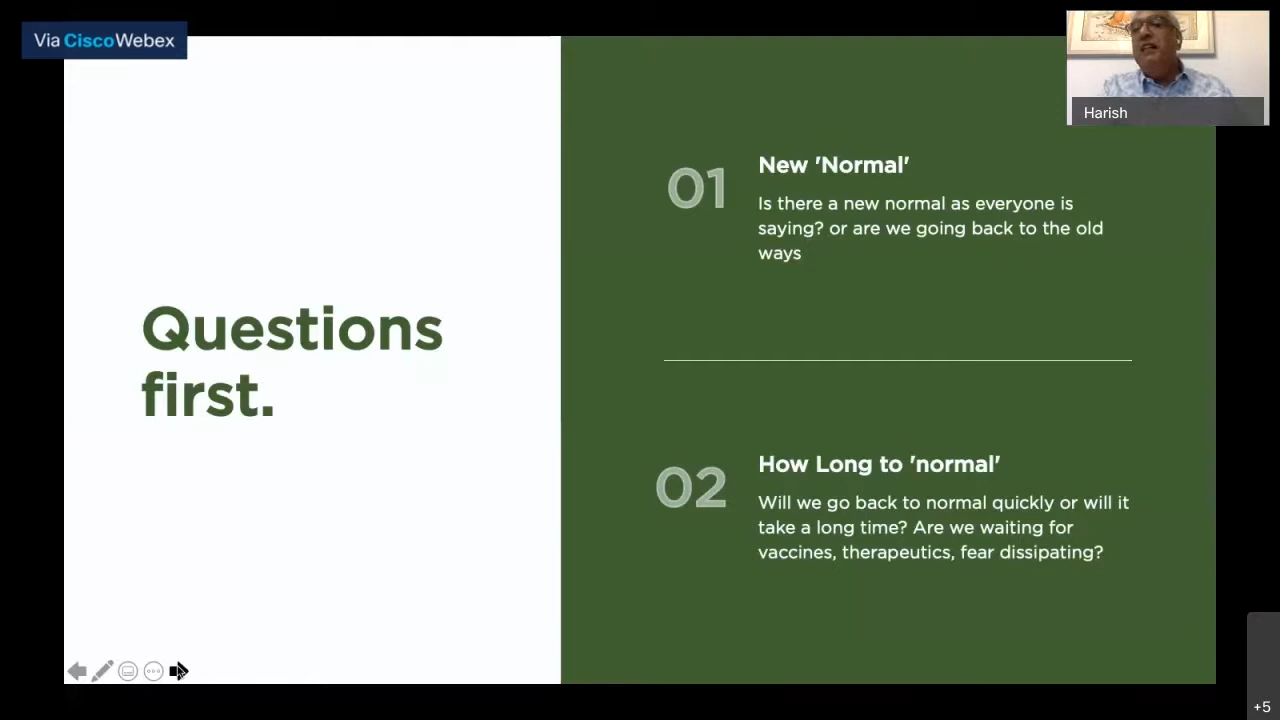 Via Cisco Webex
Harish
Questions
first.
01
New 'Normal'
Is there a new normal as everyone is
saying? or are we going back to the old
ways
02
How Long to 'normal'
Will we go back to normal quickly or will it
take a long time? Are we waiting for
vaccines, therapeutics, fear dissipating?
+5